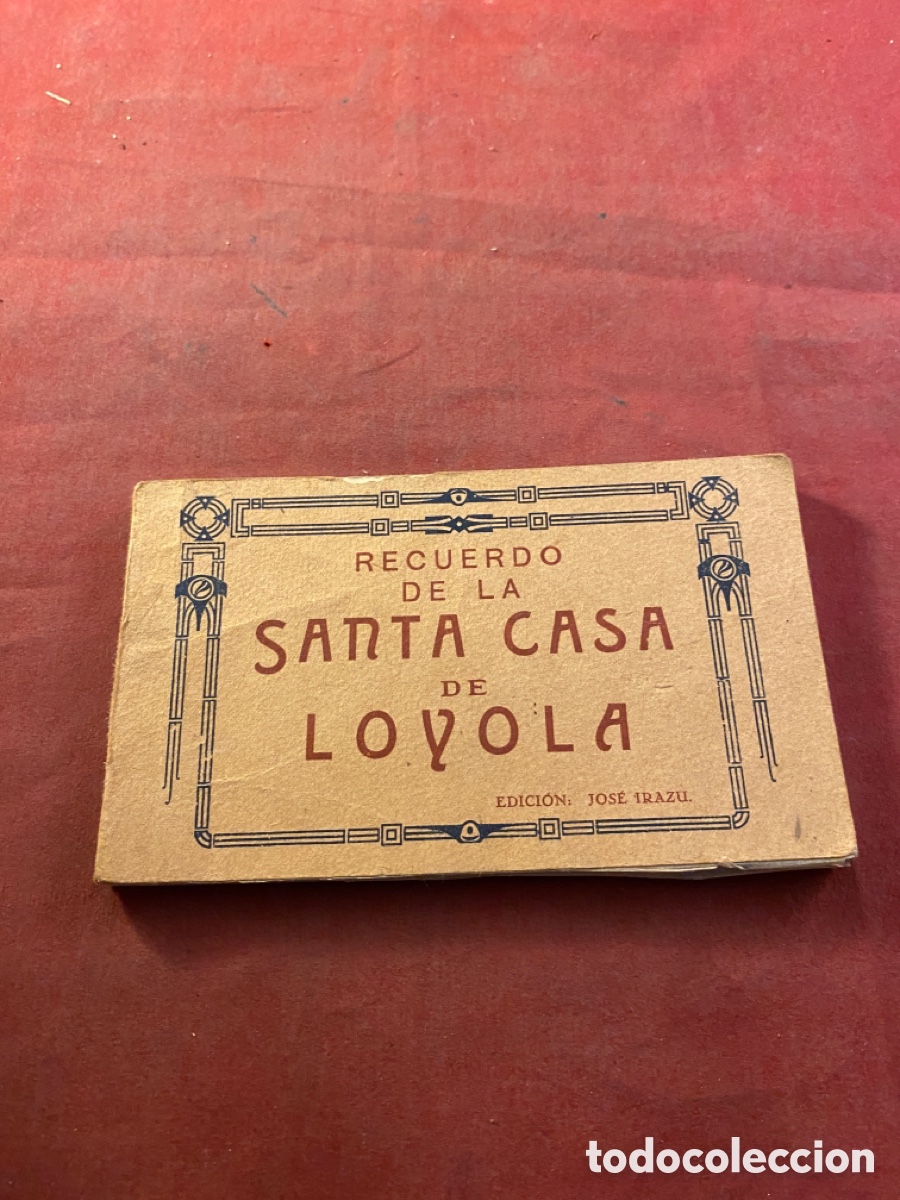 RECUERDO
DE LA
SANTA CASA
DE
LOYOLA
EDICIÓN: JOSÉ IRAZU.
todocoleccion